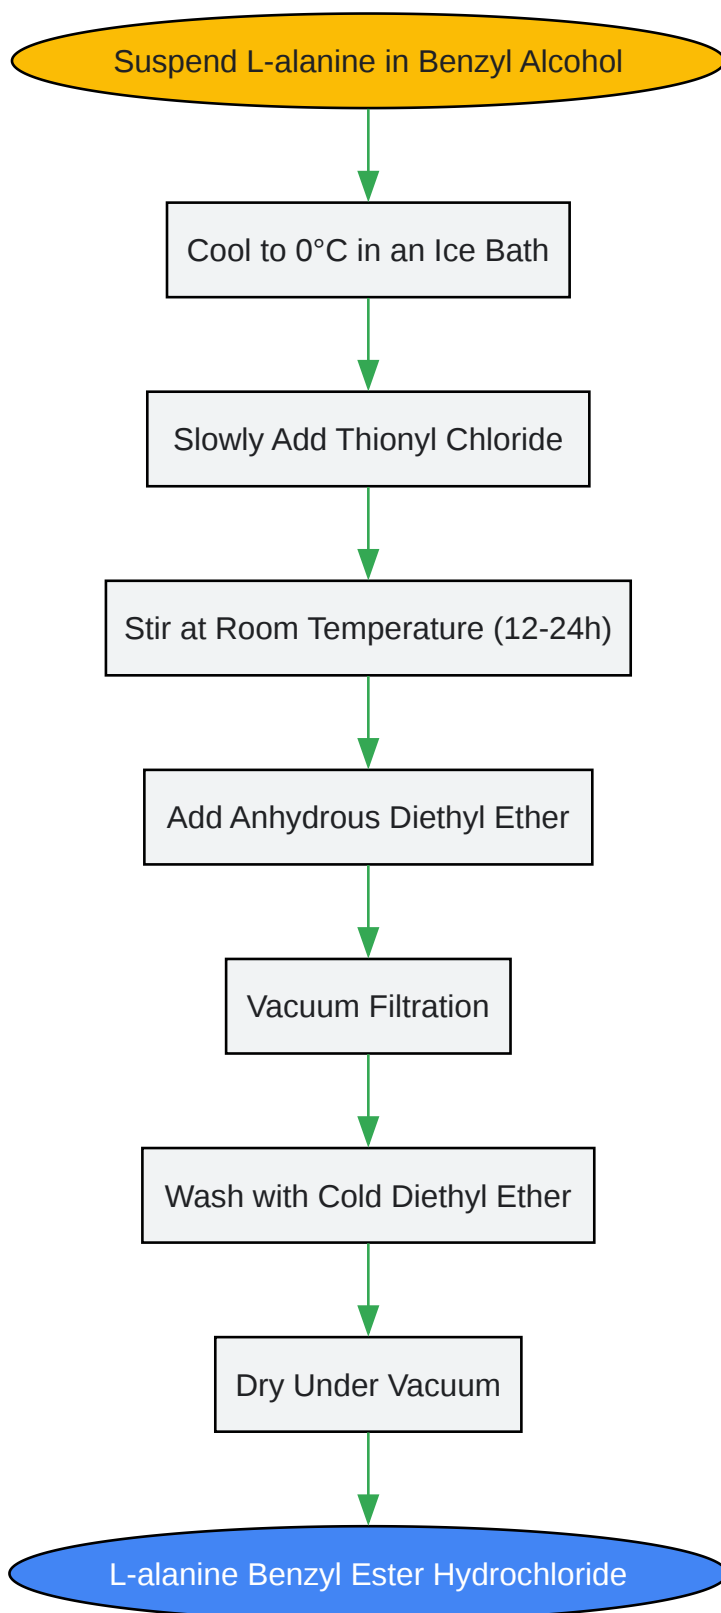 Suspend L-alanine in Benzyl Alcohol
Cool to 0°C in an Ice Bath
Slowly Add Thionyl Chloride
Stir at Room Temperature (12-24h)
Add Anhydrous Diethyl Ether
Vacuum Filtration
Wash with Cold Diethyl Ether
Dry Under Vacuum
L-alanine Benzyl Ester Hydrochloride